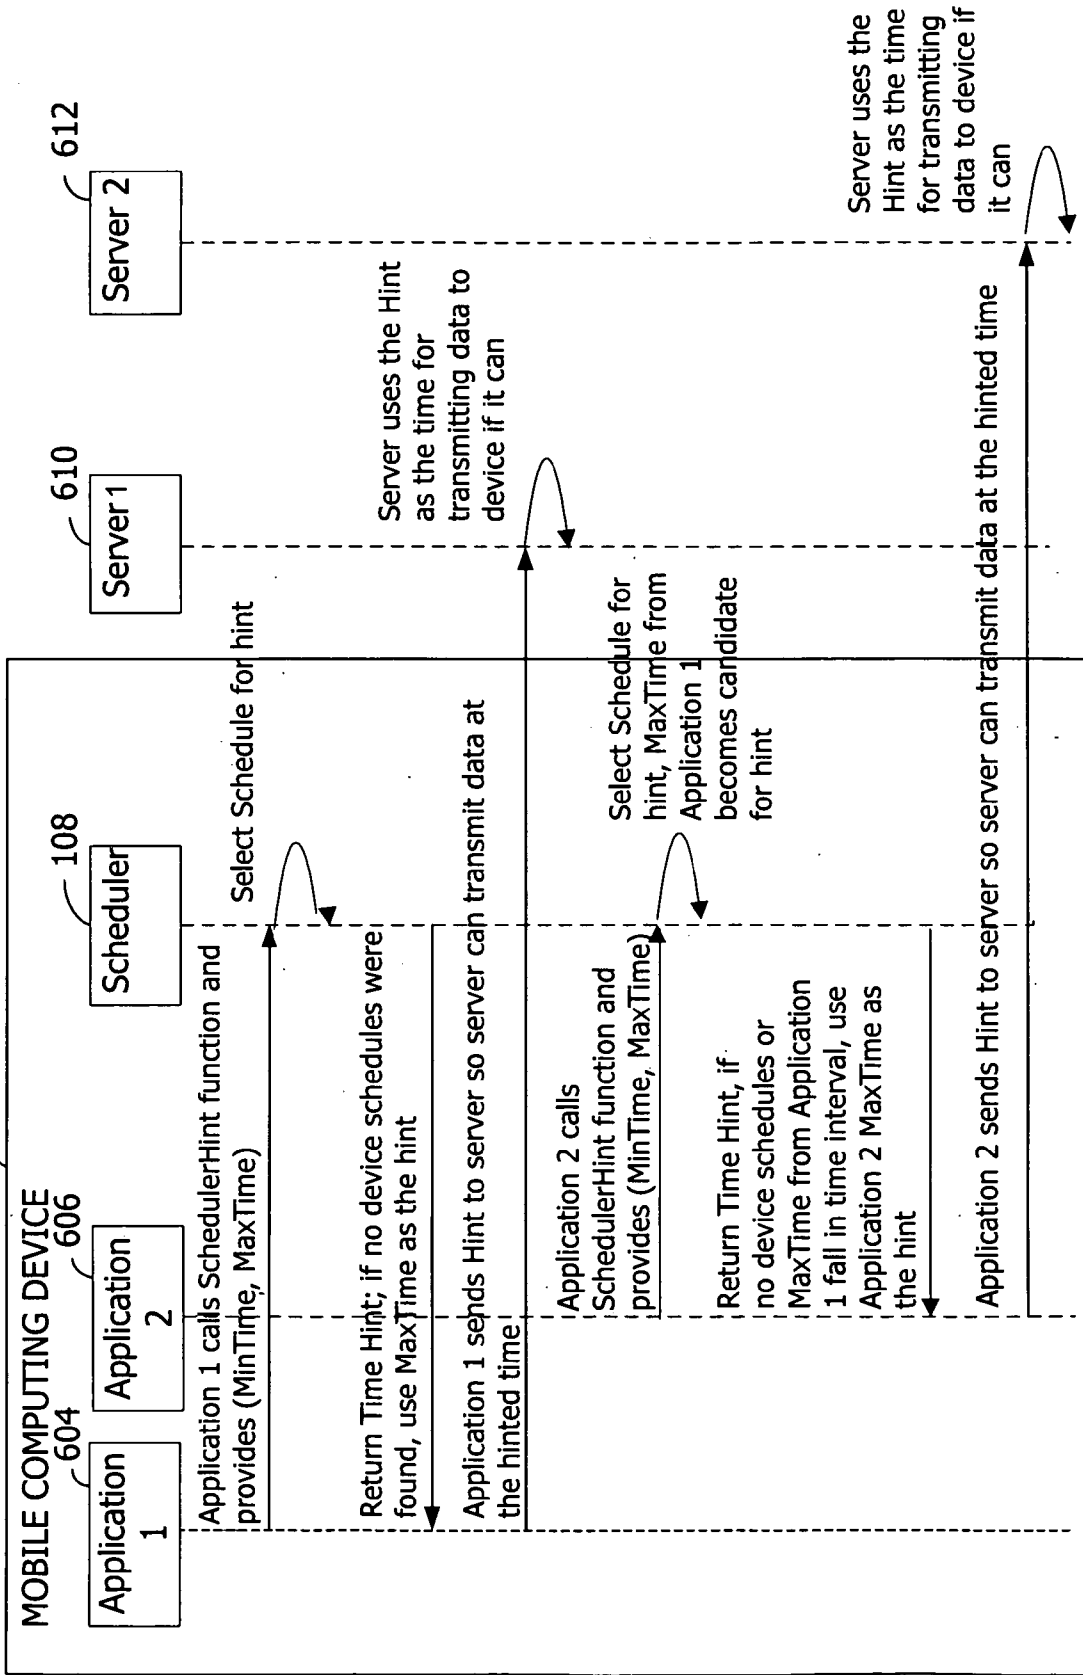 MOBILE COMPUTING DEVICE
604
606
108
610
612
Application
1
Application
2
Scheduler
Server1
Server 2
Application 1 calls SchedulerHint function and
provides (MinTime, MaxTime)
Select Schedule for hint
Return Time Hint; if no device schedules were
found, use MaxTime as the hint
Application 1 sends Hint to server so server can transmit data at
the hinted time
Server uses the Hint
as the time for
transmitting data to
device if it can
Application 2 calls
SchedulerHint function and
provides (MinTime, MaxTime)
Select Schedule for
hint, MaxTime from
Application 1
becomes candidate
for hint
Return Time Hint, if
no device schedules or
MaxTime from Application
1 fall in time interval, use
Application 2 MaxTime as
the hint
Application 2 sends Hint to server so server can transmit data at the hinted time
Server uses the
Hint as the time
for transmitting
data to device if
it can